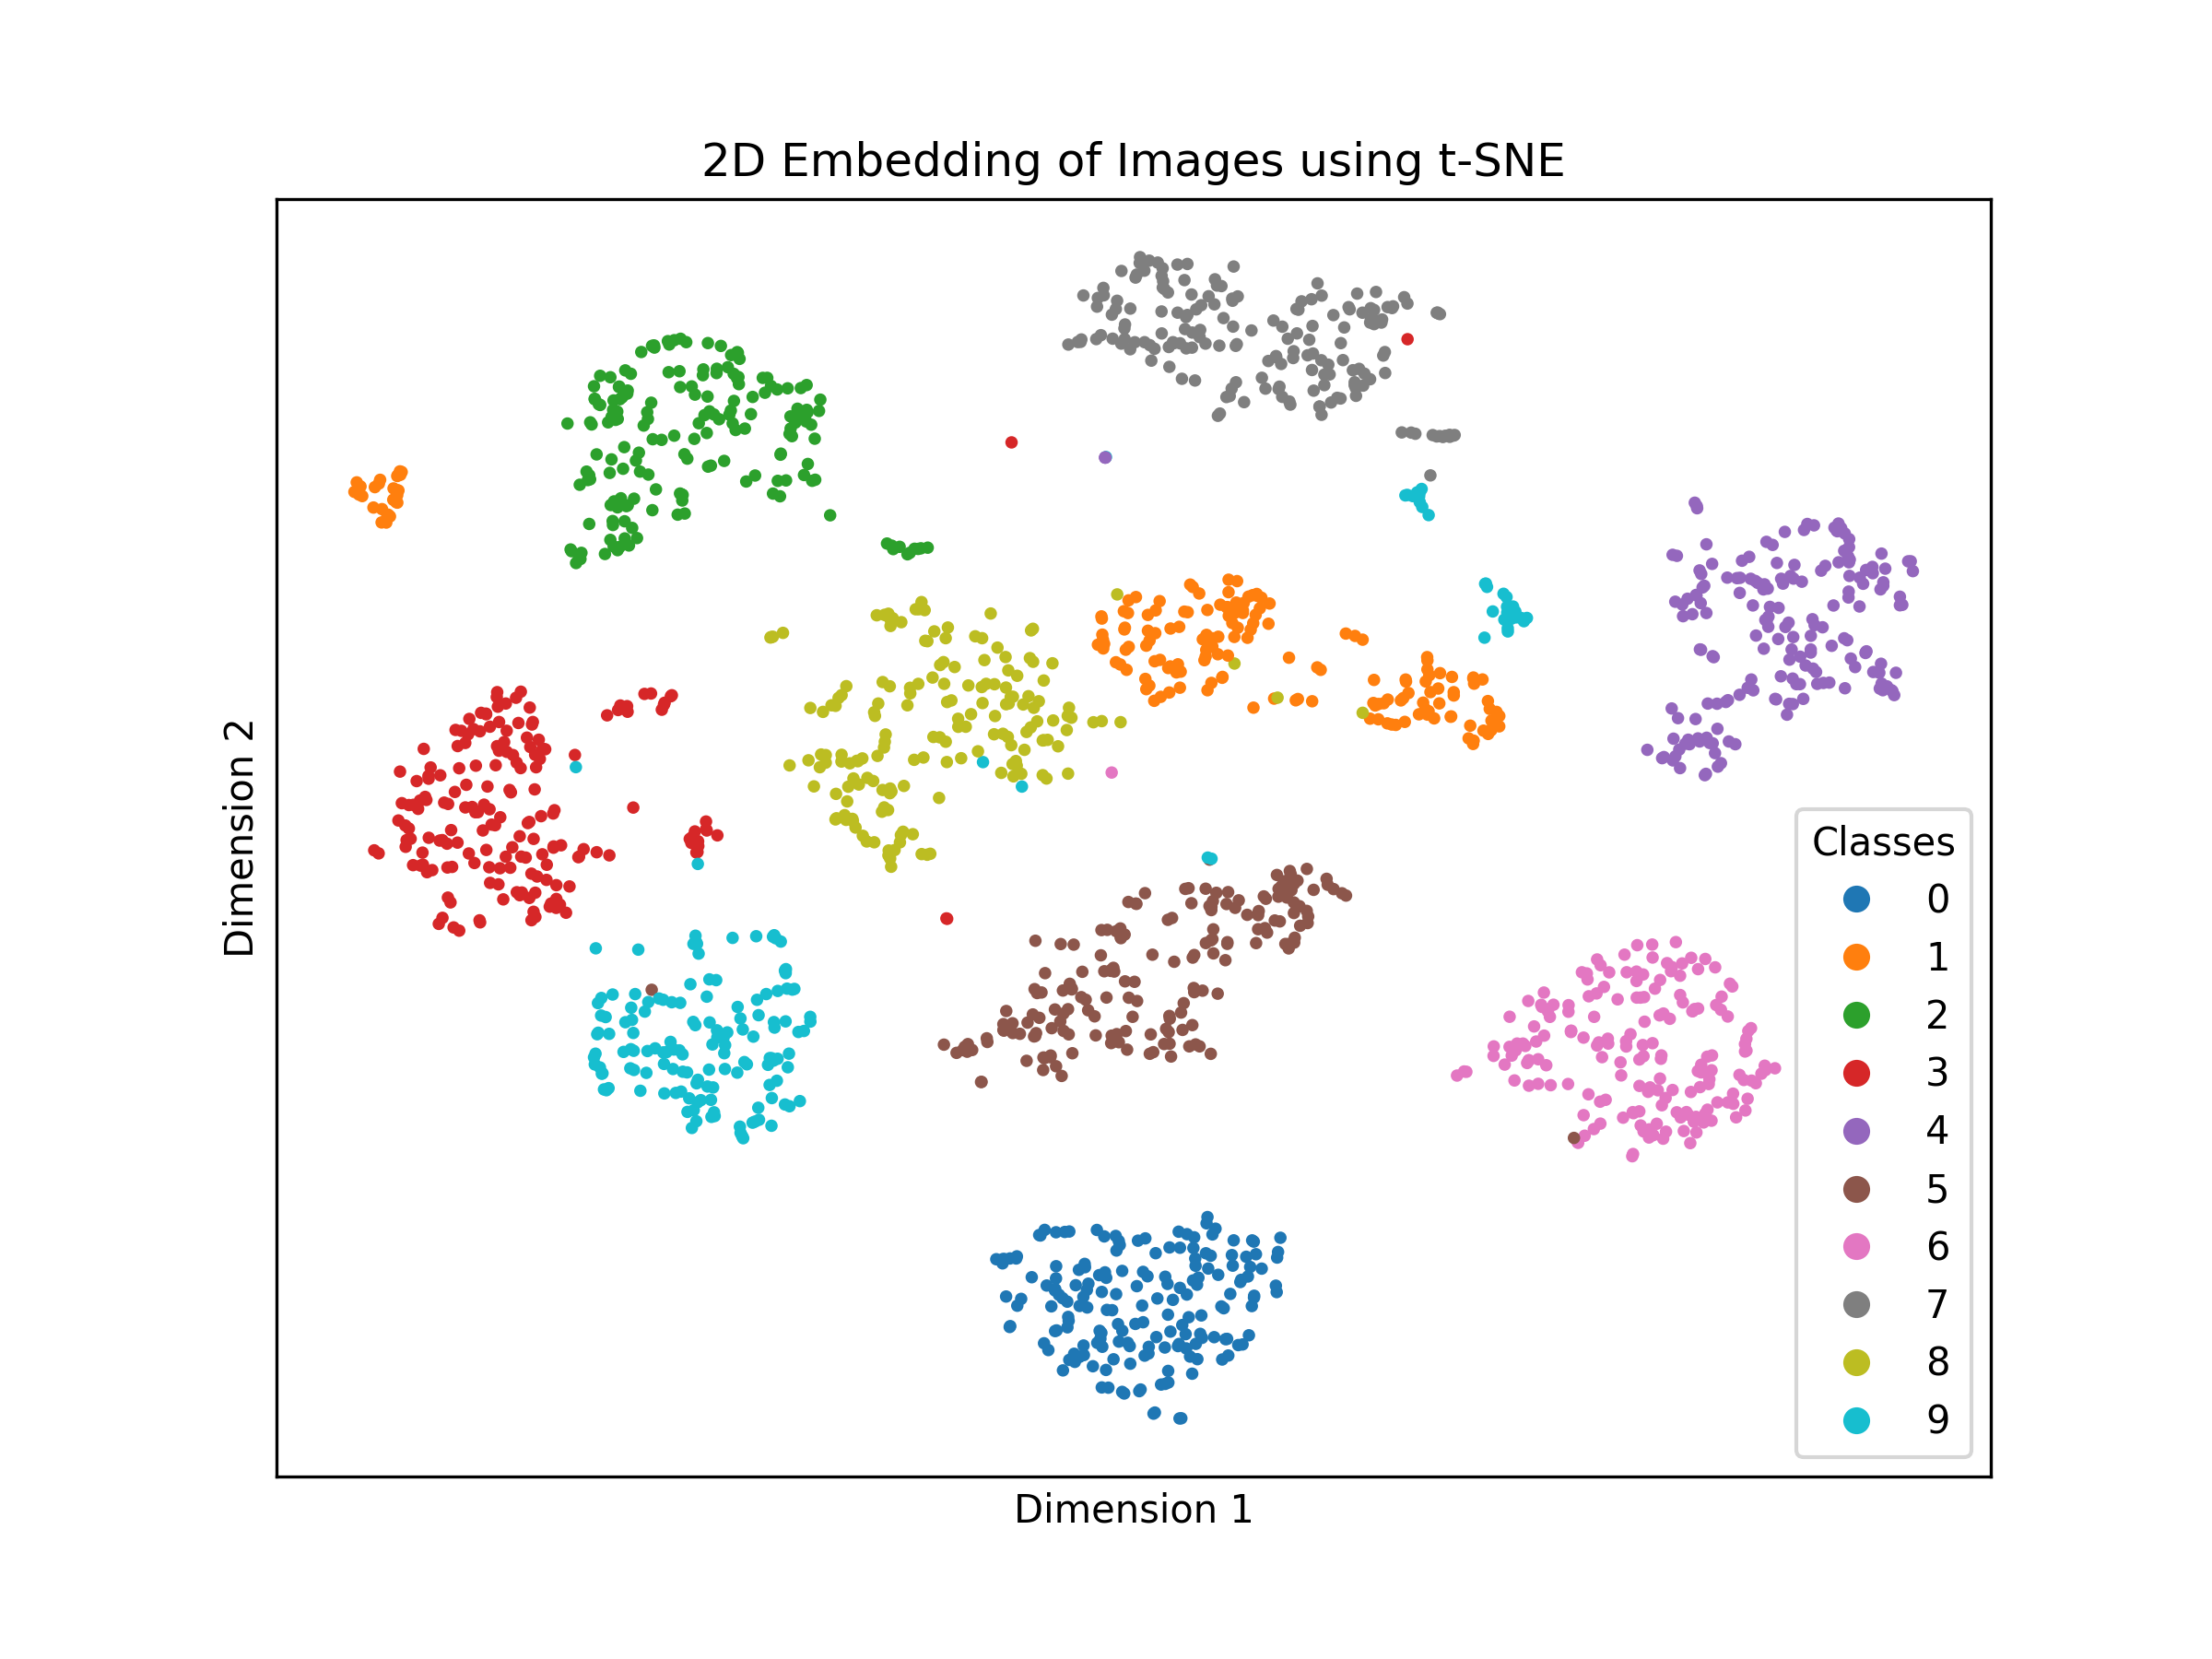 2D Embedding of Images using t-SNE
Dimension 2
Classes
0
1
2
3
4
5
6
7
8
9
Dimension 1